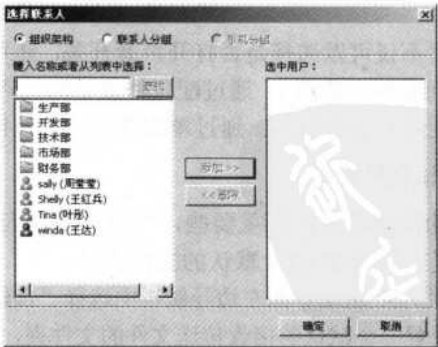 选择联系人
组织架构 联系人分组 手机分组
键入名称或者从列表中选择：
查找
生产部
开发部
技术部
市场部
财务部
sally (周莹莹)
Shelly (王红兵)
Tina (叶彤)
winda (王达)
添加>>
<<删除
选中用户：
确定 取消